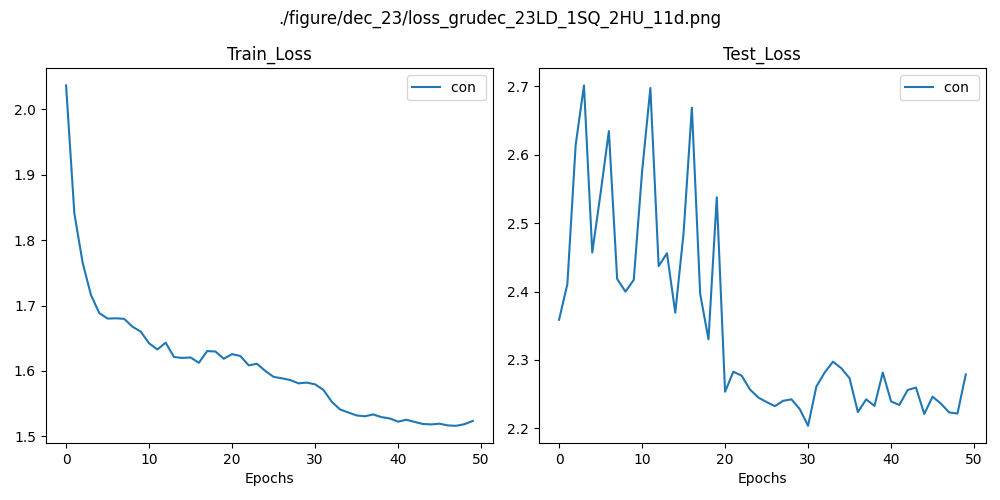 ./figure/dec_23/loss_grudec_23LD_1SQ_2HU_11d.png
Train_Loss
con
2.0
1.9
1.8
1.7
1.6
1.5
0 10 20 30 40 50
Epochs
Test_Loss
con
2.7
2.6
2.5
2.4
2.3
2.2
0 10 20 30 40 50
Epochs